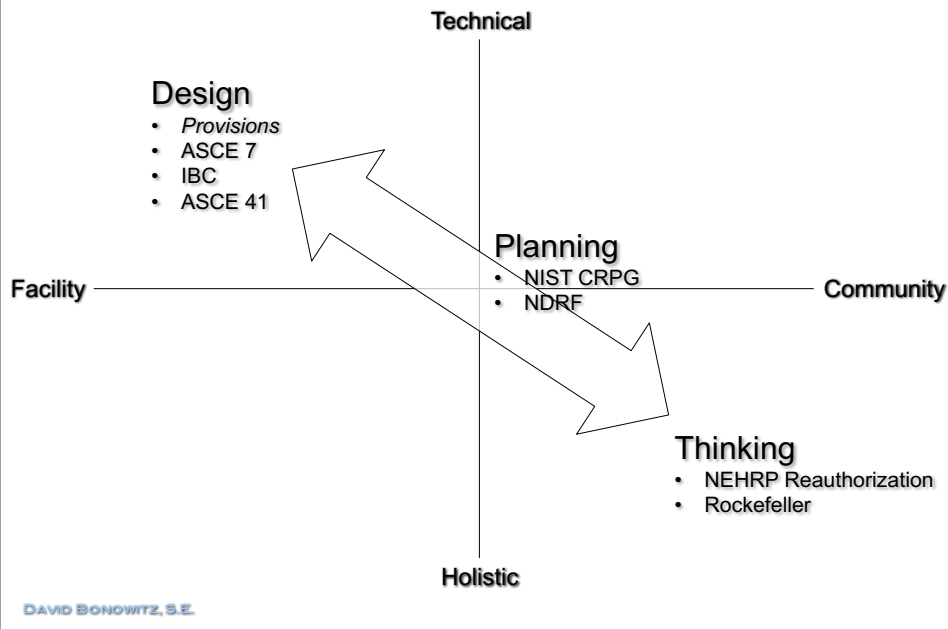 Technical
Design
• Provisions
• ASCE 7
• IBC
• ASCE 41
Planning
• NIST CRPG
• NDRF
Facility
Community
Thinking
• NEHRP Reauthorization
• Rockefeller
Holistic
DAVID BONOWITZ, S.E.